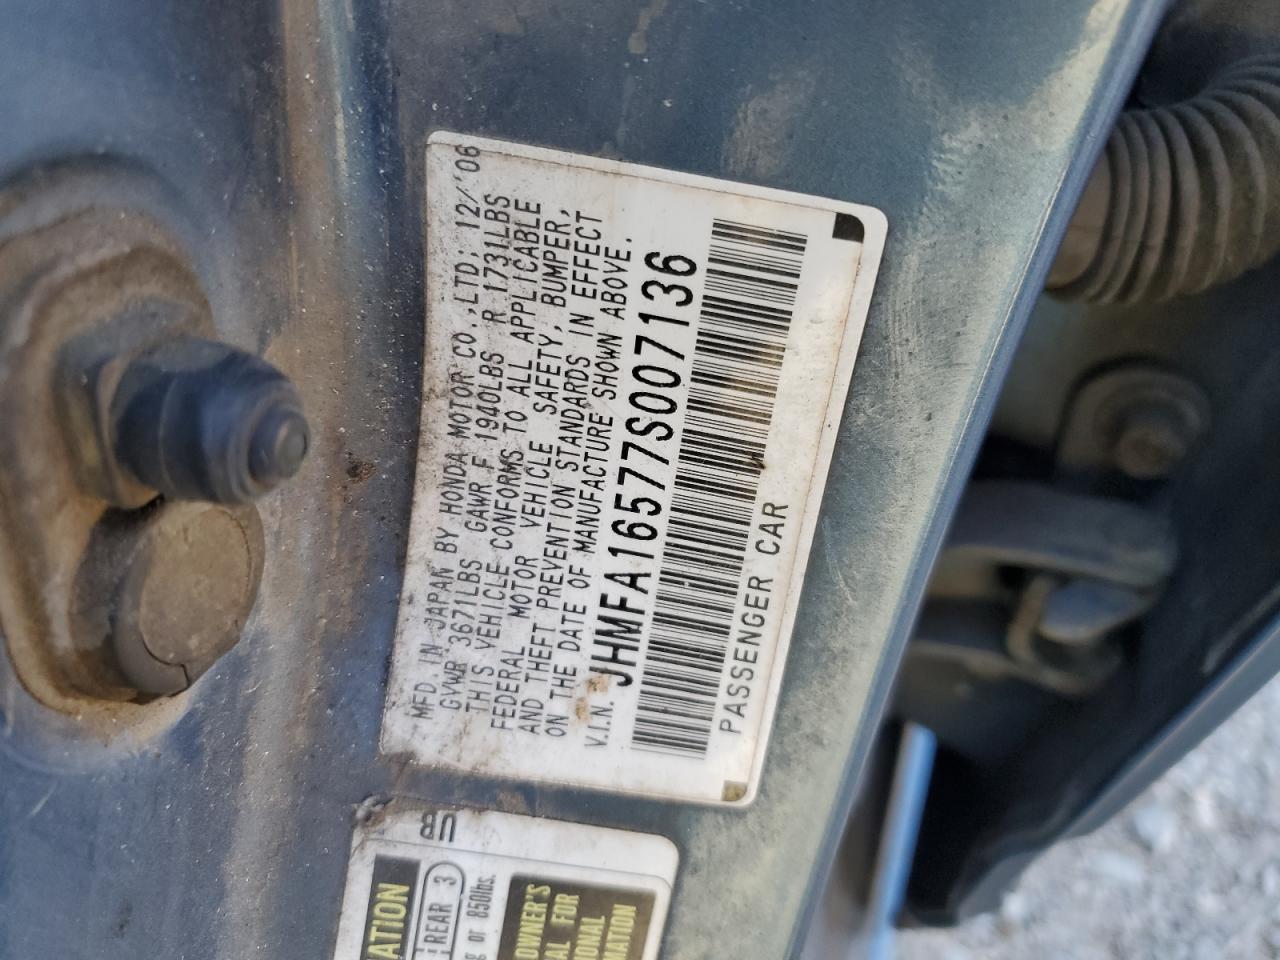 MFD. IN JAPAN BY HONDA MOTOR CO.,LTD. 12/'06
GVWR 3671LBS GAWR F 1940LBS R 1731LBS
THIS VEHICLE CONFORMS TO ALL APPLICABLE
FEDERAL MOTOR VEHICLE SAFETY, BUMPER,
AND THEFT PREVENTION STANDARDS IN EFFECT
ON THE DATE OF MANUFACTURE SHOWN ABOVE.
V.I.N. JHMFA16577S007136
PASSENGER CAR
REAR 3
or 850lbs.
OWNER'S
FOR